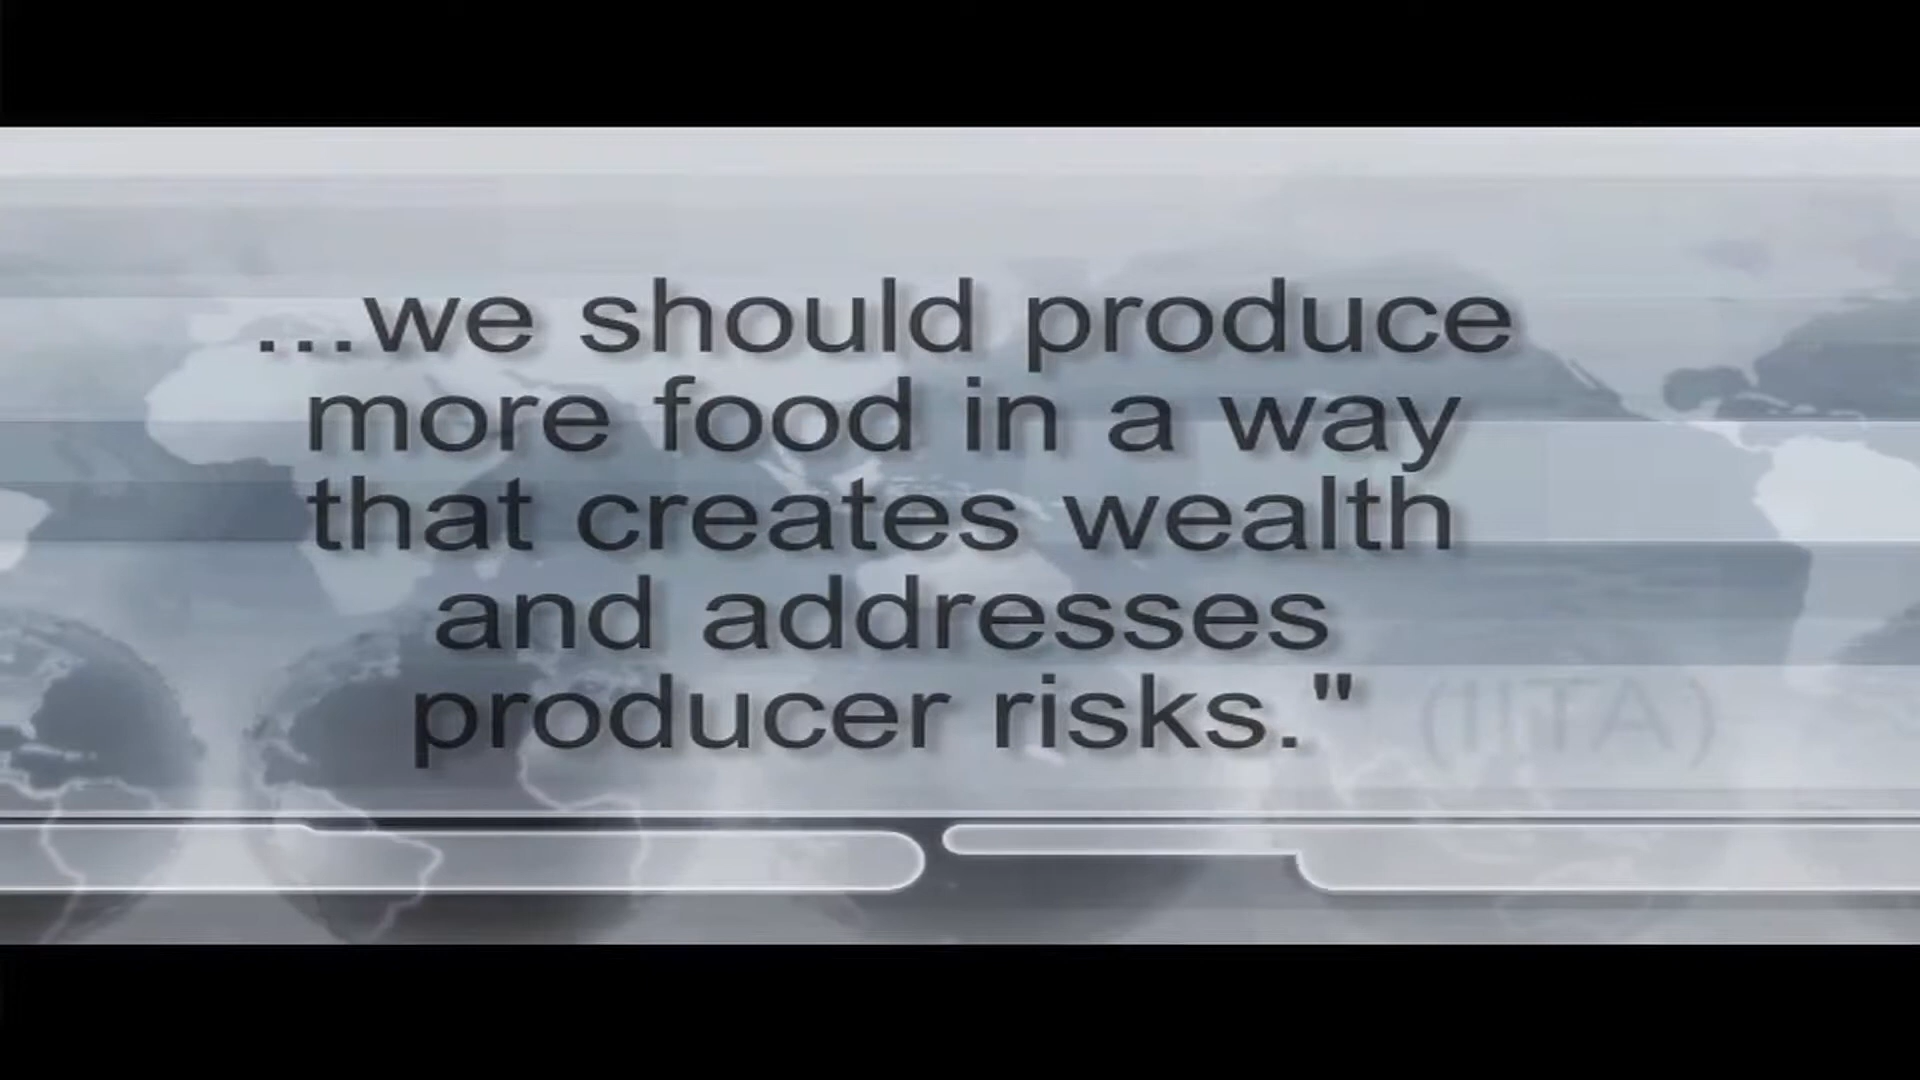 ...we should produce
more food in a way
that creates wealth
and addresses
producer risks."
(IITA)